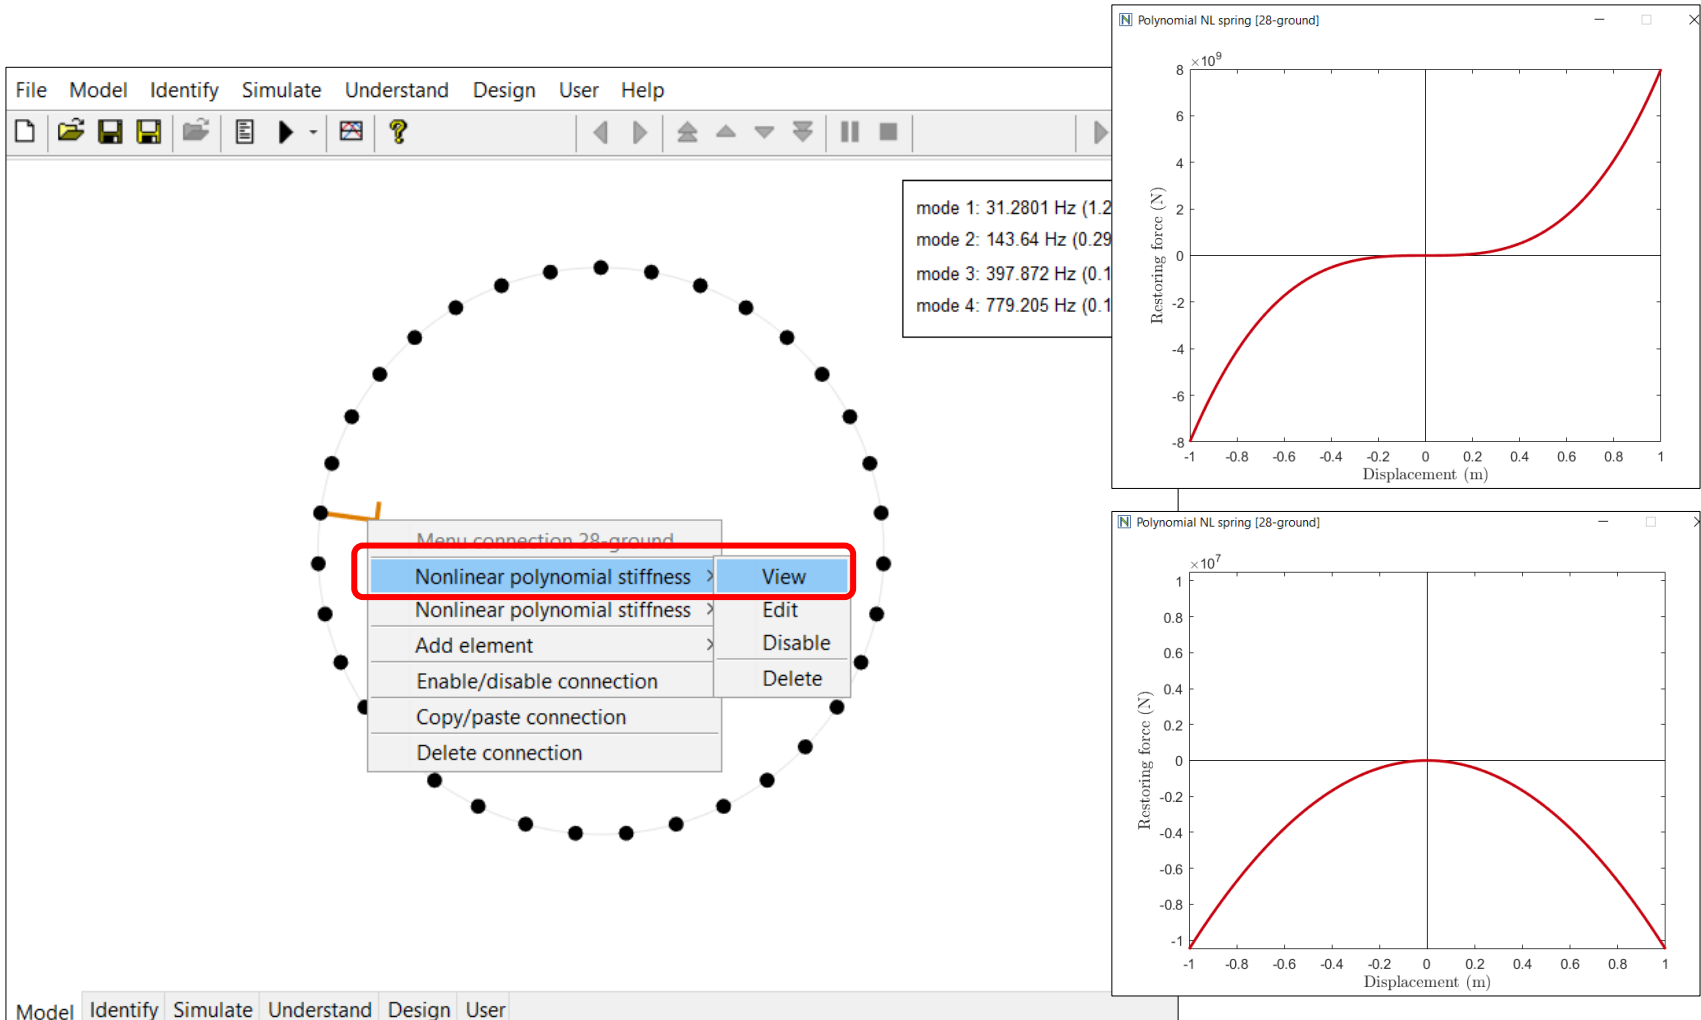 File Model Identify Simulate Understand Design User Help
mode 1: 31.2801 Hz (1.2
mode 2: 143.64 Hz (0.29
mode 3: 397.872 Hz (0.1
mode 4: 779.205 Hz (0.1
Menu connection 28-ground
Nonlinear polynomial stiffness
Nonlinear polynomial stiffness
Add element
Enable/disable connection
Copy/paste connection
Delete connection
View
Edit
Disable
Delete
Model Identify Simulate Understand Design User
Polynomial NL spring [28-ground]
×10^9
8
6
4
2
0
-2
-4
-6
-8
Restoring force (N)
-1 -0.8 -0.6 -0.4 -0.2 0 0.2 0.4 0.6 0.8 1
Displacement (m)
Polynomial NL spring [28-ground]
×10^7
1
0.8
0.6
0.4
0.2
0
-0.2
-0.4
-0.6
-0.8
-1
Restoring force (N)
-1 -0.8 -0.6 -0.4 -0.2 0 0.2 0.4 0.6 0.8 1
Displacement (m)